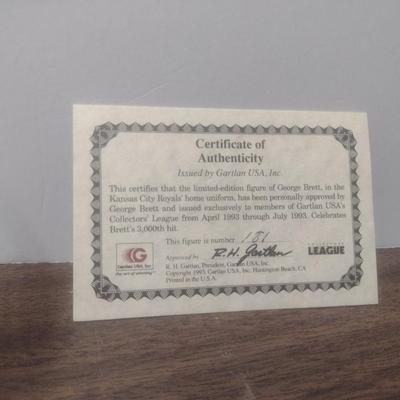 Certificate of
Authenticity
Issued by Gartlan USA, Inc.
This certifies that the limited-edition figure of George Brett, in the
Kansas City Royals' home uniform, has been personally approved by
George Brett and issued exclusively to members of Gartlan USA's
Collectors' League from April 1993 through July 1993. Celebrates
Brett's 3,000th hit.
This figure is number 181
Approved by R.H. Gartlan
R. H. Gartlan, President, Gartlan USA, Inc.
Copyright 1993, Gartlan USA, Inc. Huntington Beach, CA
Printed in the U.S.A.
G
Gartlan USA, Inc.
LEAGUE